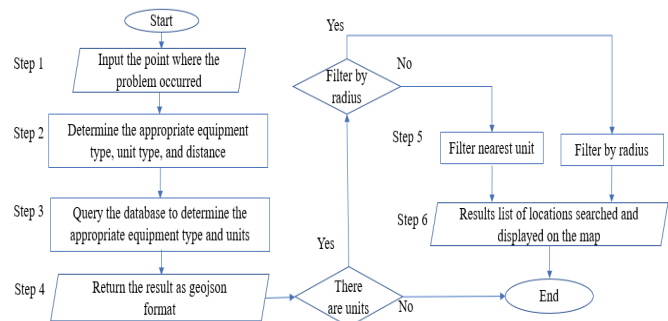 Start
Step 1
Input the point where the
problem occurred
Step 2
Determine the appropriate equipment
type, unit type, and distance
Step 3
Query the database to determine the
appropriate equipment type and units
Step 4
Return the result as geojson
format
There
are units
Yes
No
Filter by
radius
Yes
No
Step 5
Filter nearest unit
Filter by radius
Step 6
Results list of locations searched and
displayed on the map
End